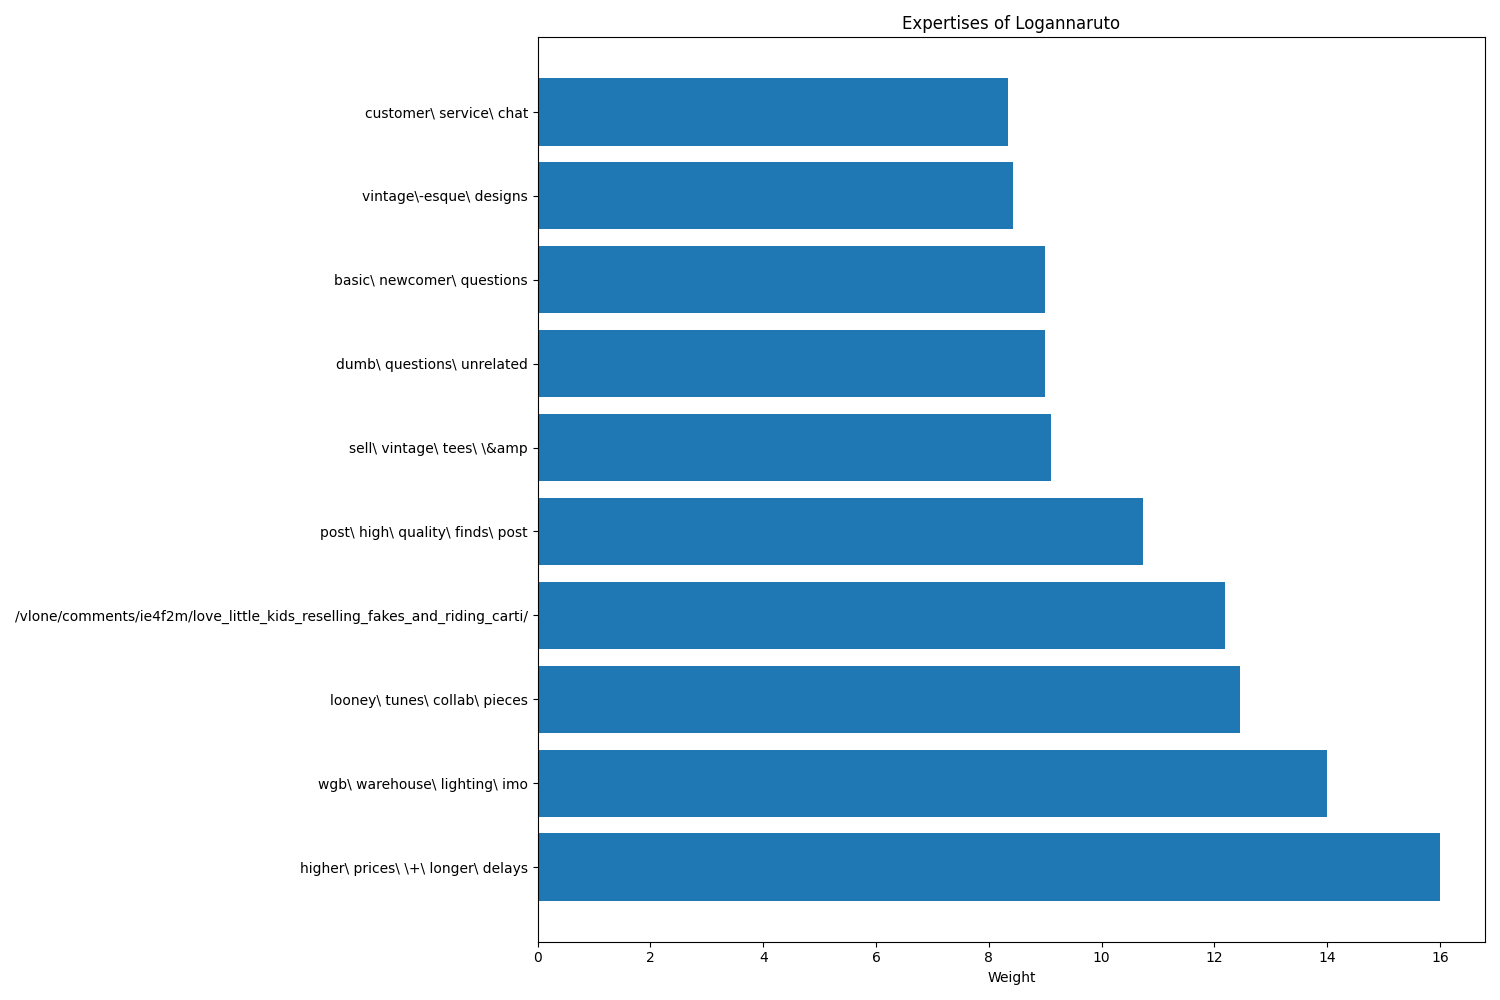 Expertises of Logannaruto
customer\ service\ chat
vintage\-esque\ designs
basic\ newcomer\ questions
dumb\ questions\ unrelated
sell\ vintage\ tees\ \&amp
post\ high\ quality\ finds\ post
/vlone/comments/ie4f2m/love_little_kids_reselling_fakes_and_riding_carti/
looney\ tunes\ collab\ pieces
wgb\ warehouse\ lighting\ imo
higher\ prices\ \+\ longer\ delays
0 2 4 6 8 10 12 14 16
Weight